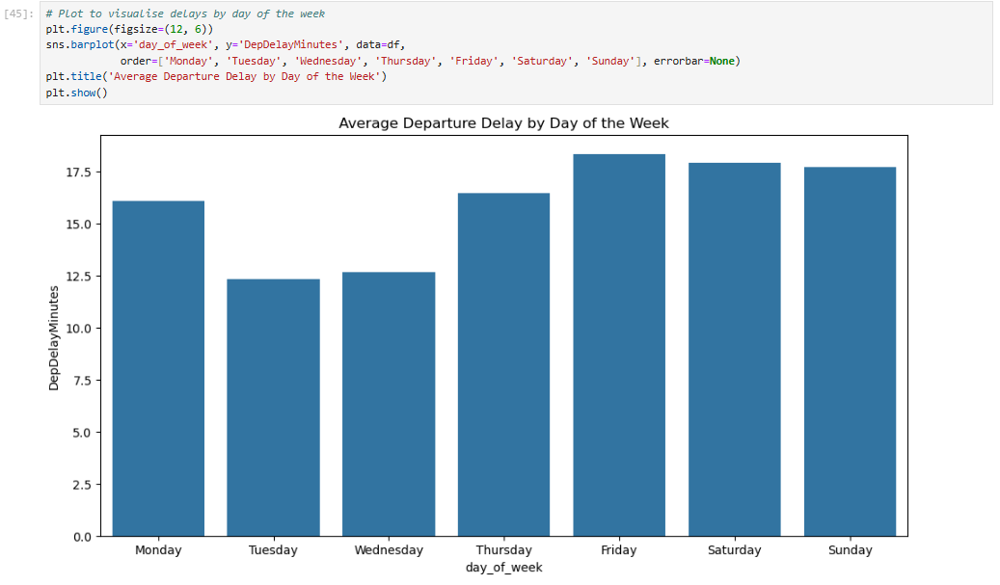 [45]: # Plot to visualise delays by day of the week
plt.figure(figsize=(12, 6))
sns.barplot(x='day_of_week', y='DepDelayMinutes', data=df,
            order=['Monday', 'Tuesday', 'Wednesday', 'Thursday', 'Friday', 'Saturday', 'Sunday'], errorbar=None)
plt.title('Average Departure Delay by Day of the Week')
plt.show()
Average Departure Delay by Day of the Week
DepDelayMinutes
17.5
15.0
12.5
10.0
7.5
5.0
2.5
0.0
Monday Tuesday Wednesday Thursday Friday Saturday Sunday
day_of_week